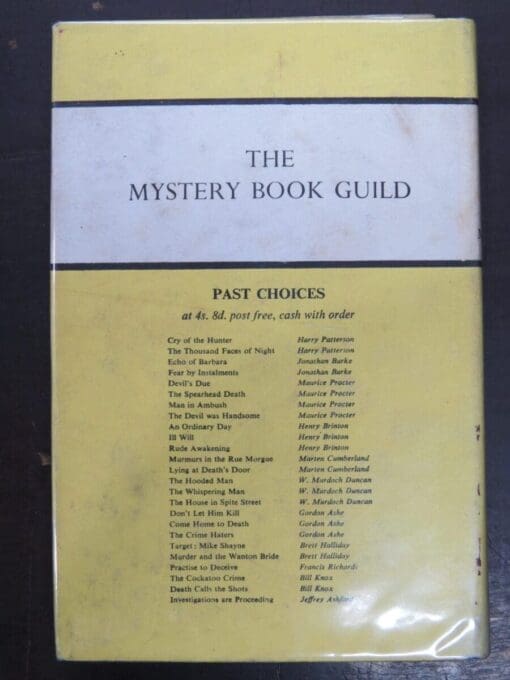 THE
MYSTERY BOOK GUILD
PAST CHOICES
at 4s. 8d. post free, cash with order
Cry of the Hunter Harry Patterson
The Thousand Faces of Night Harry Patterson
Echo of Barbara Jonathan Burke
Fear by Instalments Jonathan Burke
Devil's Due Maurice Procter
The Spearhead Death Maurice Procter
Man in Ambush Maurice Procter
The Devil was Handsome Maurice Procter
An Ordinary Day Henry Brinton
Ill Will Henry Brinton
Rude Awakening Henry Brinton
Murmurs in the Rue Morgue Marten Cumberland
Lying at Death's Door Marten Cumberland
The Hooded Man W. Murdoch Duncan
The Whispering Man W. Murdoch Duncan
The House in Spite Street W. Murdoch Duncan
Don't Let Him Kill Gordon Ashe
Come Home to Death Gordon Ashe
The Crime Haters Gordon Ashe
Target: Mike Shayne Brett Halliday
Murder and the Wanton Bride Brett Halliday
Practise to Deceive Francis Richards
The Cockatoo Crime Bill Knox
Death Calls the Shots Bill Knox
Investigations are Proceeding Jeffrey Ashford